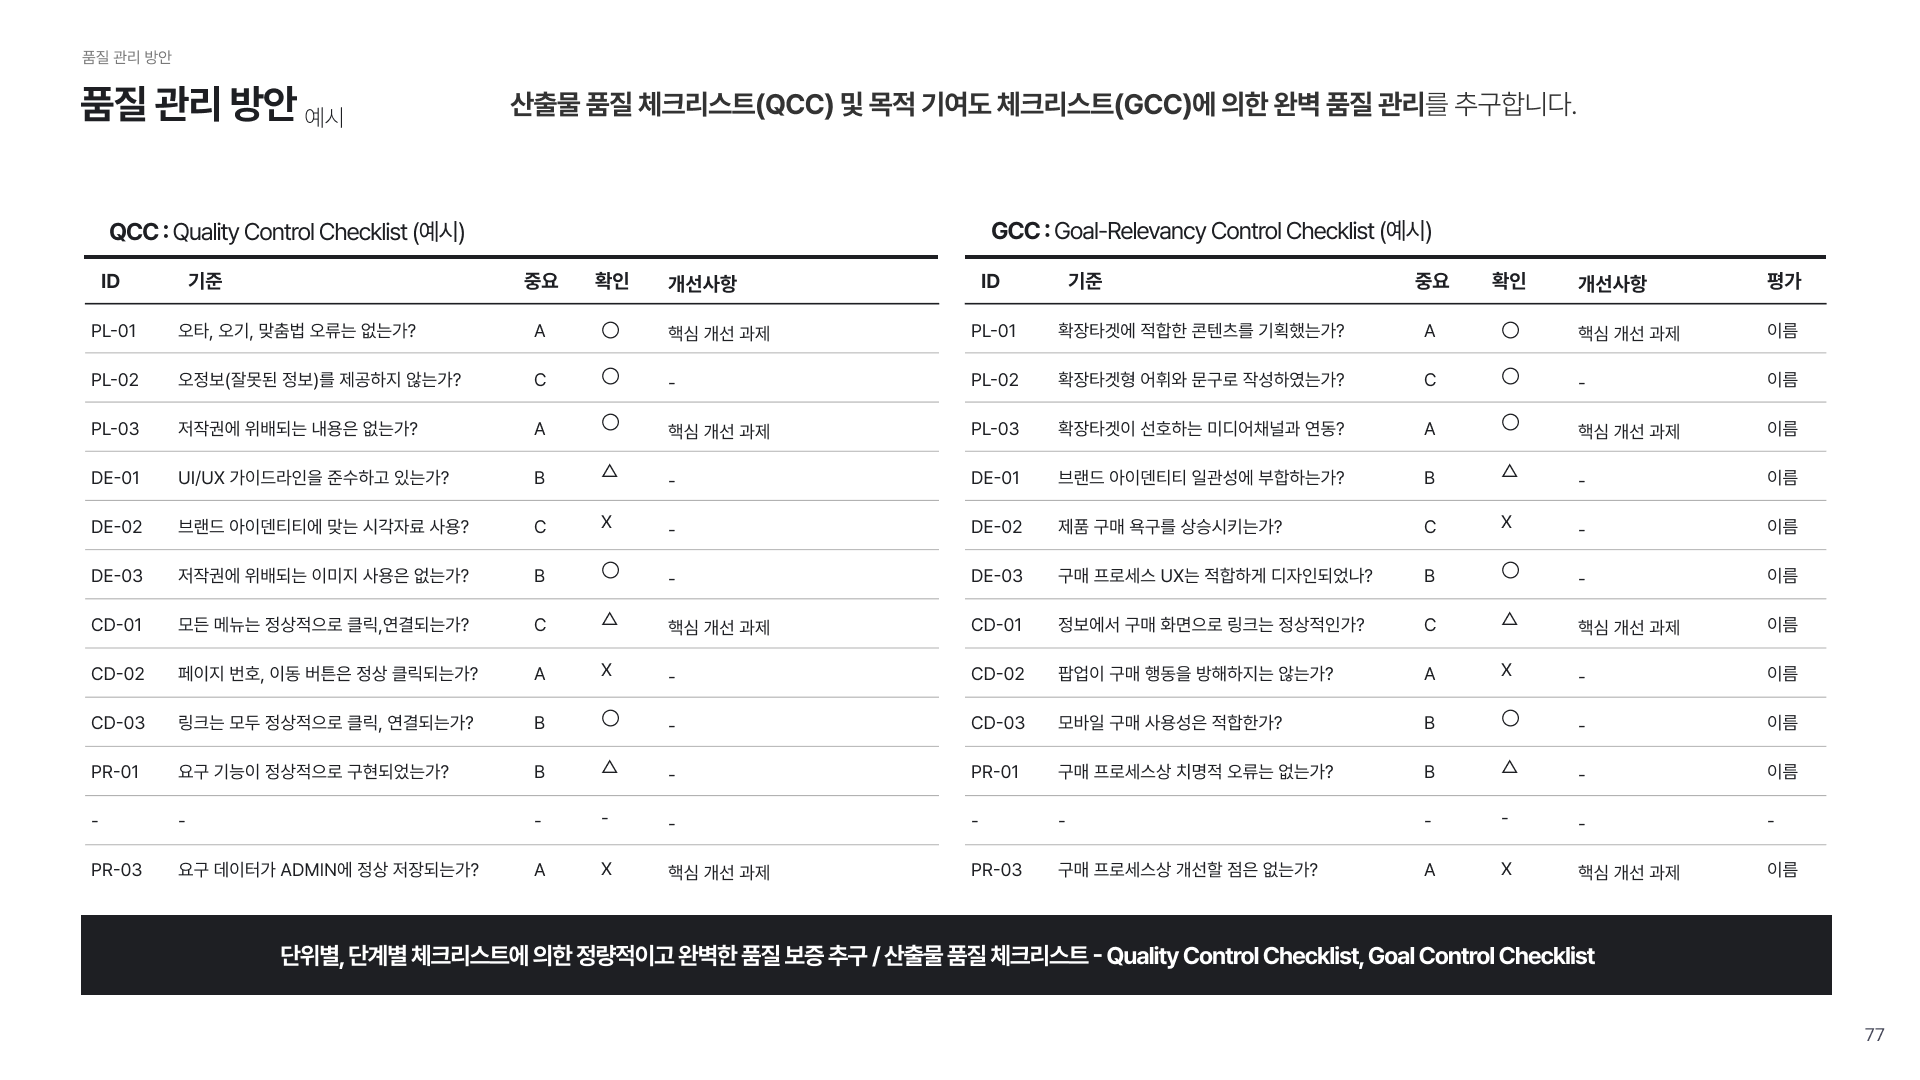 품질 관리 방안
품질 관리 방안 예시
산출물 품질 체크리스트(QCC) 및 목적 기여도 체크리스트(GCC)에 의한 완벽 품질 관리를 추구합니다.
QCC : Quality Control Checklist (예시)
ID 기준 중요 확인 개선사항
PL-01 오타, 오기, 맞춤법 오류는 없는가? A ○ 핵심 개선 과제
PL-02 오정보(잘못된 정보)를 제공하지 않는가? C ○ -
PL-03 저작권에 위배되는 내용은 없는가? A ○ 핵심 개선 과제
DE-01 UI/UX 가이드라인을 준수하고 있는가? B △ -
DE-02 브랜드 아이덴티티에 맞는 시각자료 사용? C X -
DE-03 저작권에 위배되는 이미지 사용은 없는가? B ○ -
CD-01 모든 메뉴는 정상적으로 클릭,연결되는가? C △ 핵심 개선 과제
CD-02 페이지 번호, 이동 버튼은 정상 클릭되는가? A X -
CD-03 링크는 모두 정상적으로 클릭, 연결되는가? B ○ -
PR-01 요구 기능이 정상적으로 구현되었는가? B △ -
- - - - -
PR-03 요구 데이터가 ADMIN에 정상 저장되는가? A X 핵심 개선 과제
GCC : Goal-Relevancy Control Checklist (예시)
ID 기준 중요 확인 개선사항 평가
PL-01 확장타겟에 적합한 콘텐츠를 기획했는가? A ○ 핵심 개선 과제 이름
PL-02 확장타겟형 어휘와 문구로 작성하였는가? C ○ - 이름
PL-03 확장타겟이 선호하는 미디어채널과 연동? A ○ 핵심 개선 과제 이름
DE-01 브랜드 아이덴티티 일관성에 부합하는가? B △ - 이름
DE-02 제품 구매 욕구를 상승시키는가? C X - 이름
DE-03 구매 프로세스 UX는 적합하게 디자인되었나? B ○ - 이름
CD-01 정보에서 구매 화면으로 링크는 정상적인가? C △ 핵심 개선 과제 이름
CD-02 팝업이 구매 행동을 방해하지는 않는가? A X - 이름
CD-03 모바일 구매 사용성은 적합한가? B ○ - 이름
PR-01 구매 프로세스상 치명적 오류는 없는가? B △ - 이름
- - - - - -
PR-03 구매 프로세스상 개선할 점은 없는가? A X 핵심 개선 과제 이름
단위별, 단계별 체크리스트에 의한 정량적이고 완벽한 품질 보증 추구 / 산출물 품질 체크리스트 - Quality Control Checklist, Goal Control Checklist
77